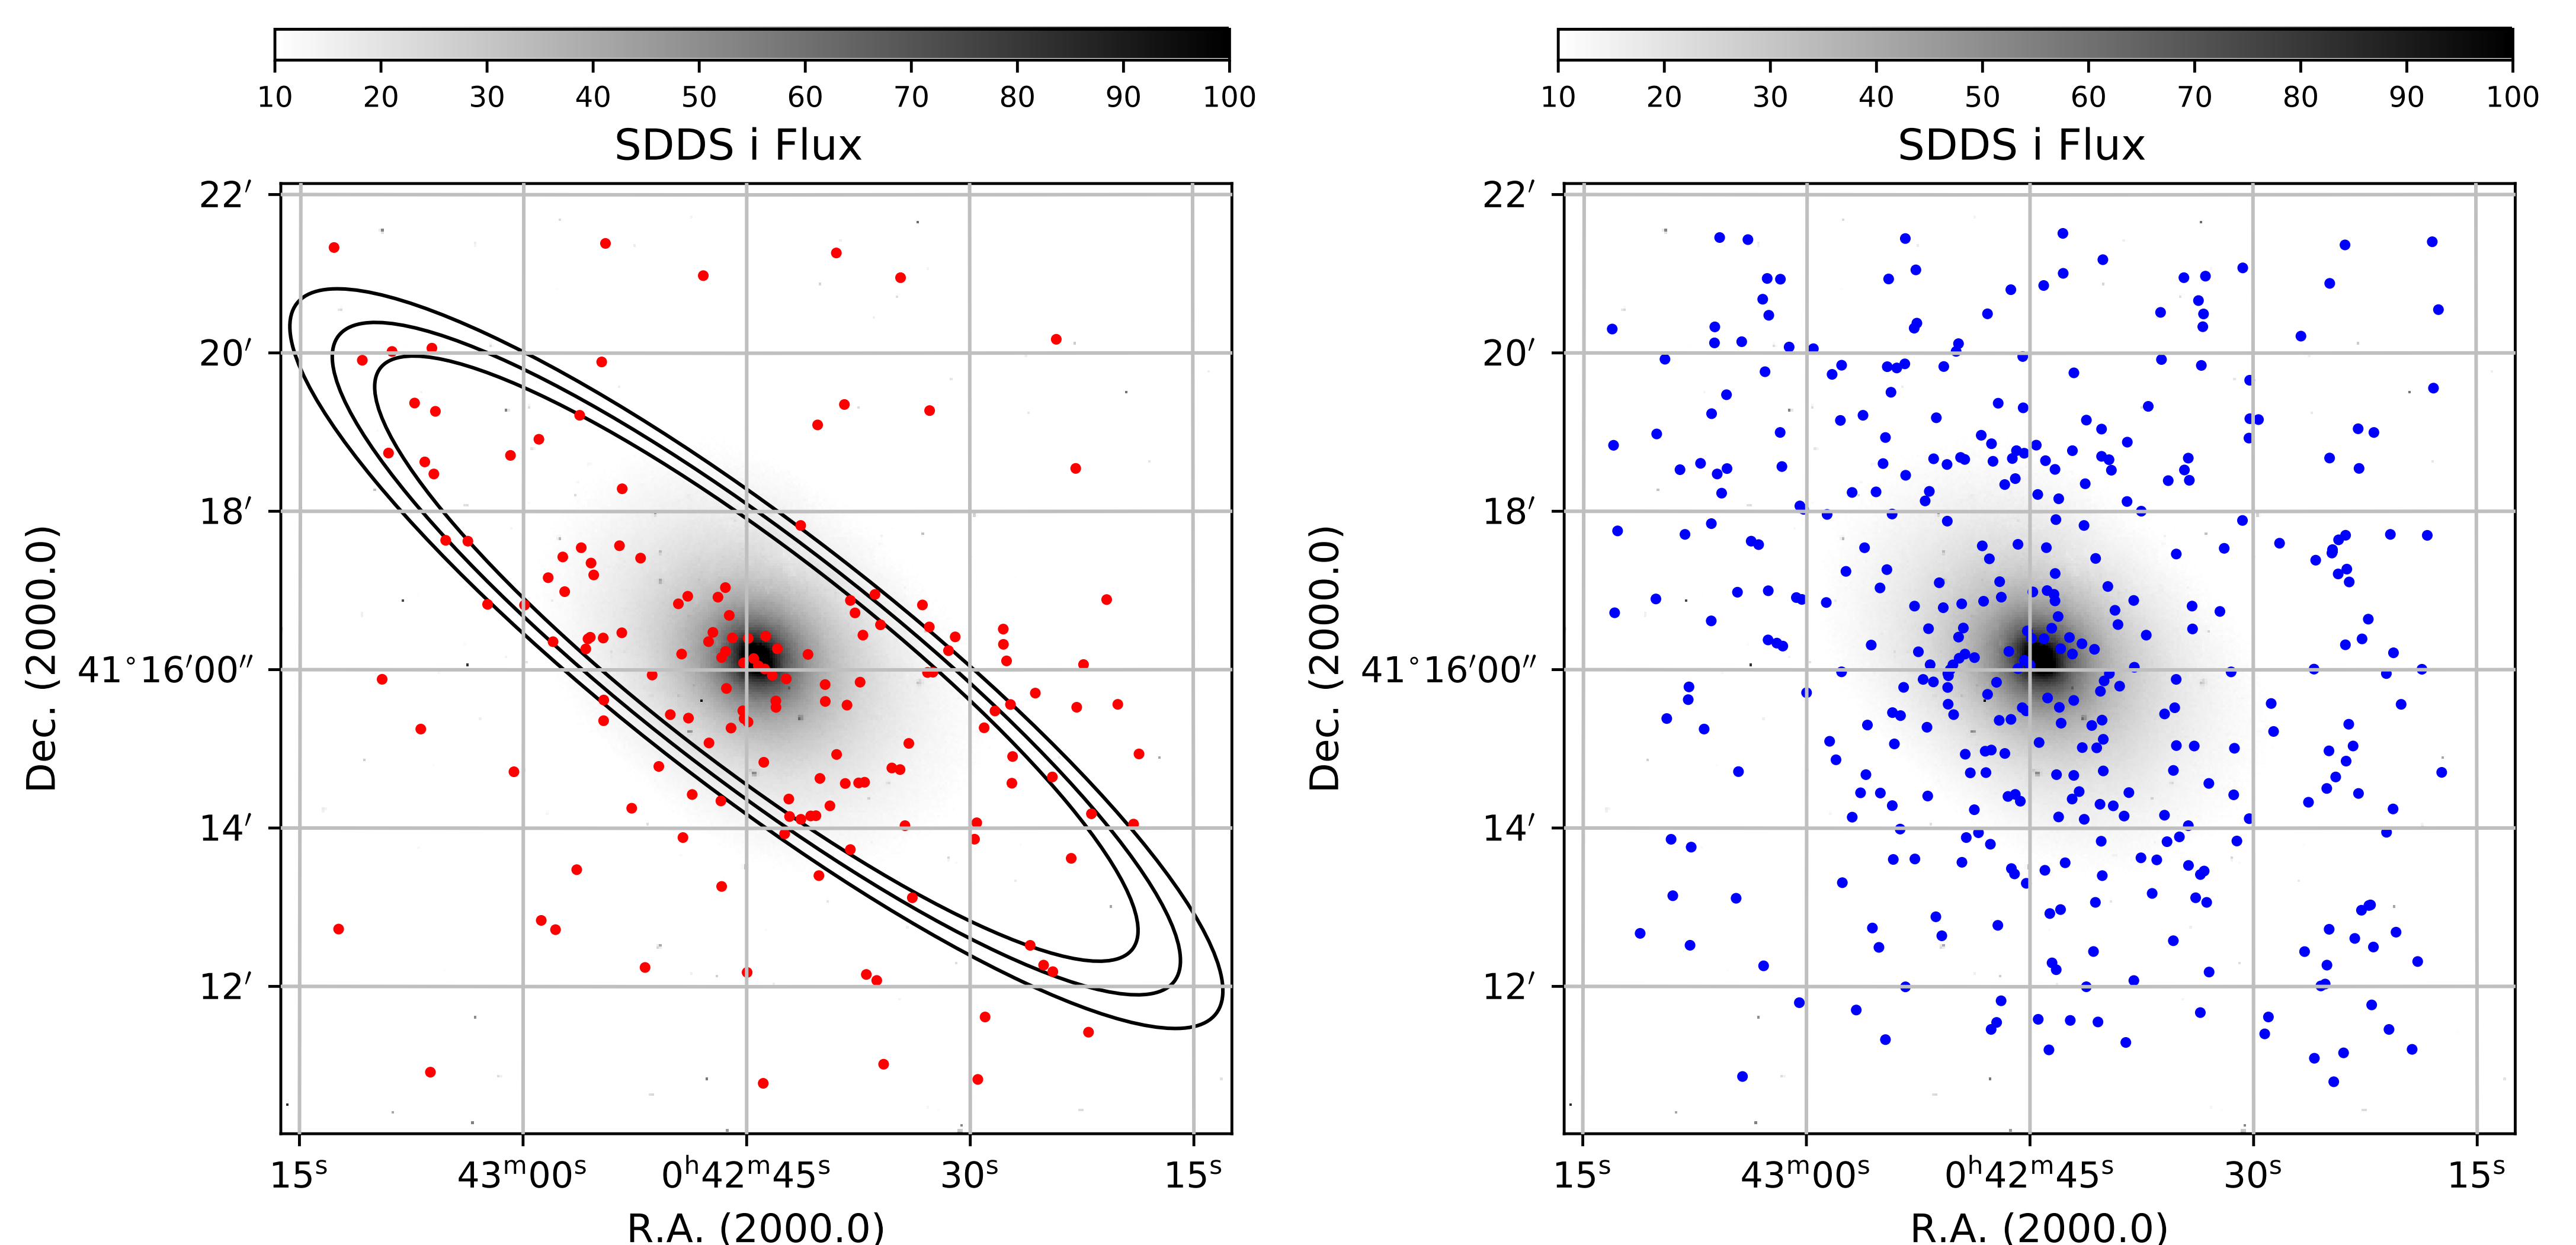 10 20 30 40 50 60 70 80 90 100
SDDS i Flux
22′
20′
18′
41°16′00″
14′
12′
Dec. (2000.0)
15ˢ 43ᵐ00ˢ 0ʰ42ᵐ45ˢ 30ˢ 15ˢ
R.A. (2000.0)
10 20 30 40 50 60 70 80 90 100
SDDS i Flux
22′
20′
18′
41°16′00″
14′
12′
Dec. (2000.0)
15ˢ 43ᵐ00ˢ 0ʰ42ᵐ45ˢ 30ˢ 15ˢ
R.A. (2000.0)